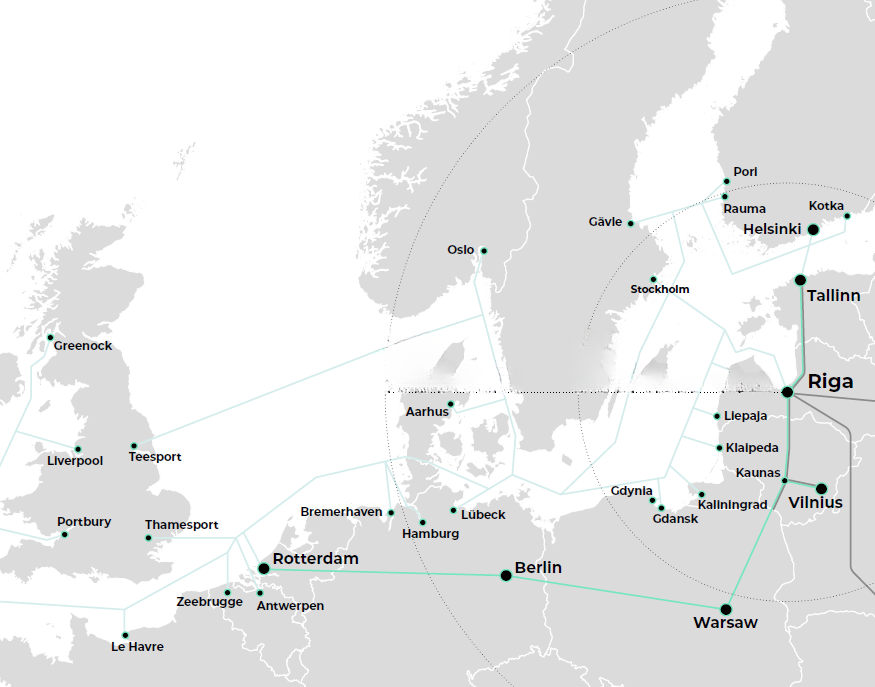 Pori
Rauma
Kotka
Gävle
Helsinki
Oslo
Stockholm
Tallinn
Greenock
Riga
Aarhus
Liepaja
Liverpool
Teesport
Klaipeda
Kaunas
Gdynia
Kaliningrad
Vilnius
Portbury
Thamesport
Bremerhaven
Lübeck
Gdansk
Hamburg
Rotterdam
Berlin
Zeebrugge
Antwerpen
Warsaw
Le Havre